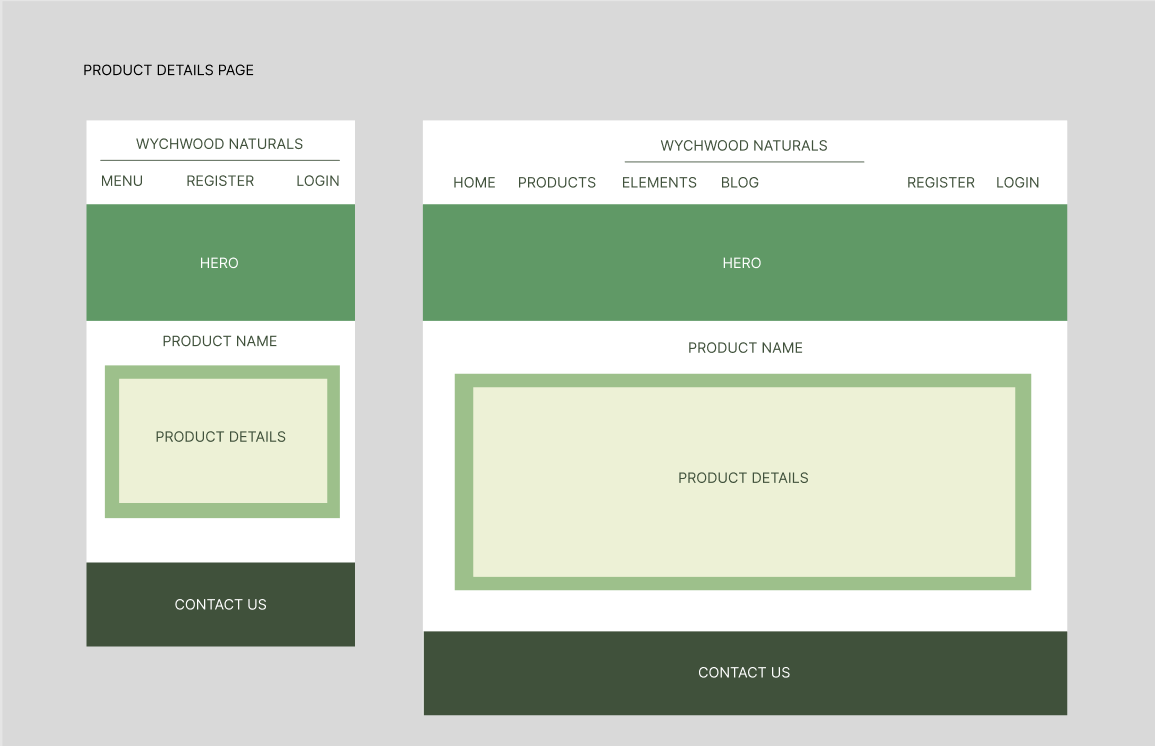 PRODUCT DETAILS PAGE
WYCHWOOD NATURALS
MENU REGISTER LOGIN
HERO
PRODUCT NAME
PRODUCT DETAILS
CONTACT US
WYCHWOOD NATURALS
HOME PRODUCTS ELEMENTS BLOG REGISTER LOGIN
HERO
PRODUCT NAME
PRODUCT DETAILS
CONTACT US